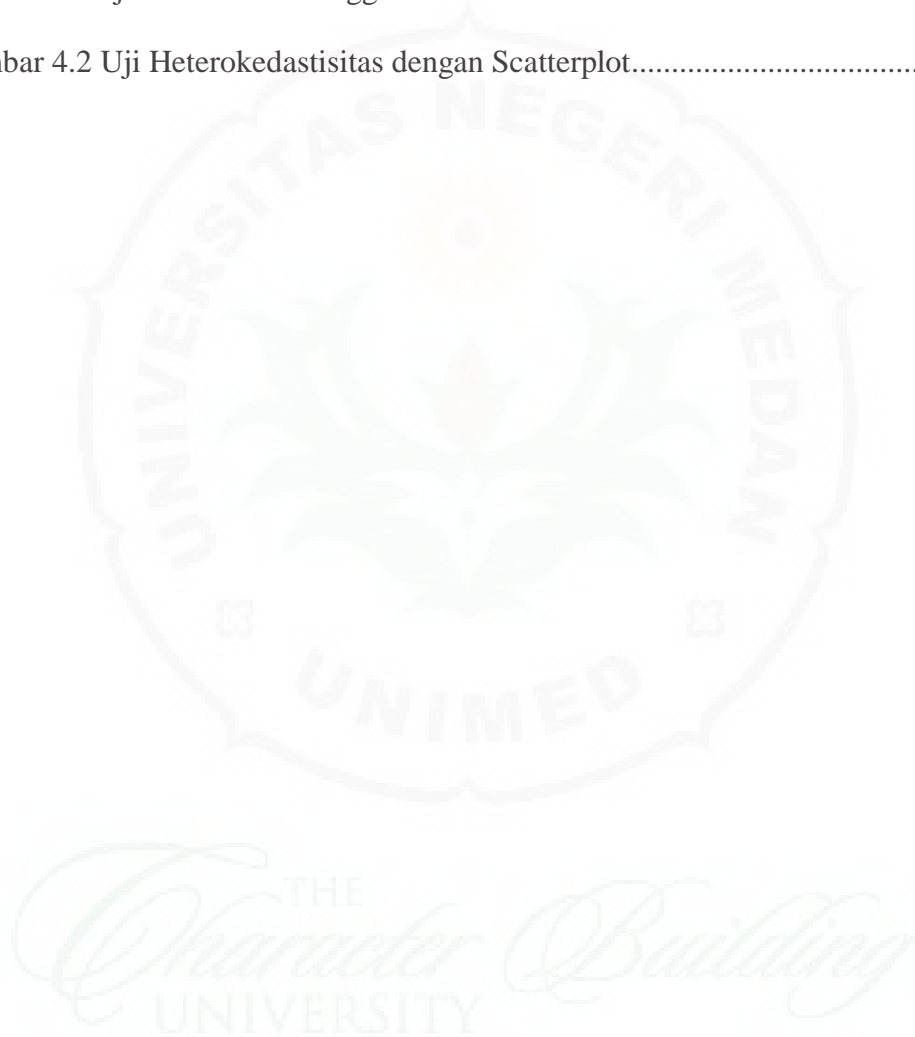 bar 4.2 Uji Heterokedastisitas dengan Scatterplot
UNIVERSITAS NEGERI MEDAN
UNIMED
THE
Character Building
UNIVERSITY